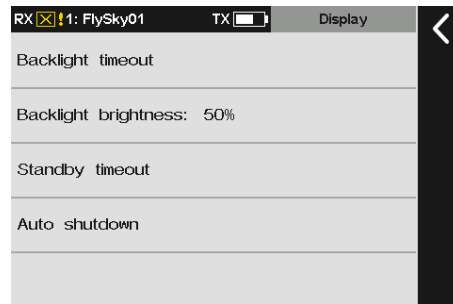 RX 1: FlySky01 TX Display
Backlight timeout
Backlight brightness: 50%
Standby timeout
Auto shutdown